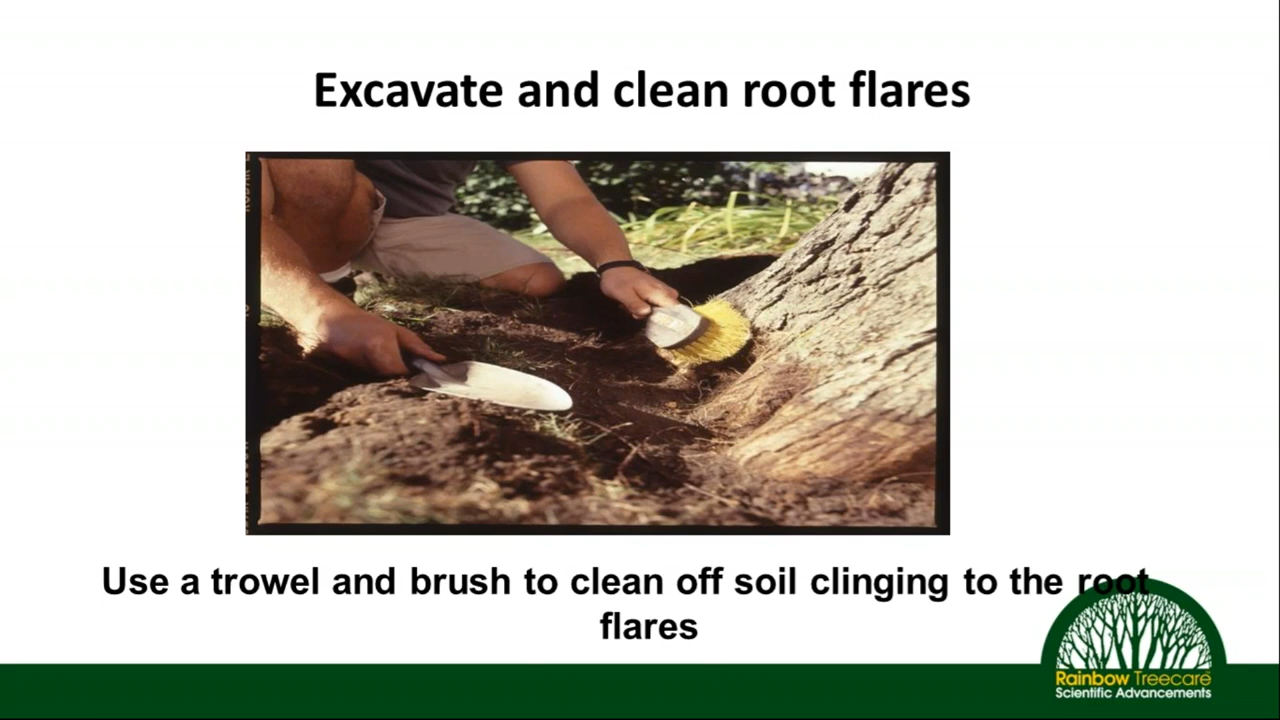 Excavate and clean root flares
Use a trowel and brush to clean off soil clinging to the root
flares
Rainbow Treecare
Scientific Advancements